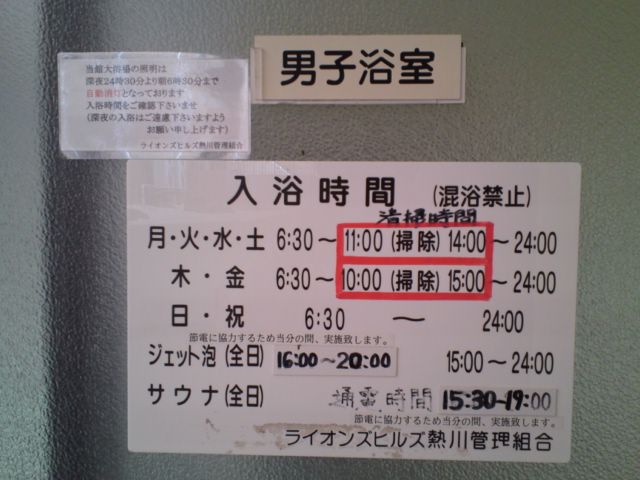 男子浴室
当館大浴場の照明は
深夜24時30分より朝6時30分まで
自動消灯となっております
入浴時間をご確認下さいませ
(深夜の入浴はご遠慮下さいますよう
お願い申し上げます)
ライオンズヒルズ熱川管理組合
入浴時間 (混浴禁止)
清掃時間
月・火・水・土 6:30～11:00 (掃除) 14:00～24:00
木・金 6:30～10:00 (掃除) 15:00～24:00
日・祝 6:30 ～ 24:00
節電に協力するため当分の間、実施致します。
ジェット泡(全日) 16:00～20:00 15:00～24:00
サウナ(全日) 通電時間 15:30-19:00
節電に協力するため当分の間、実施致します。
ライオンズヒルズ熱川管理組合